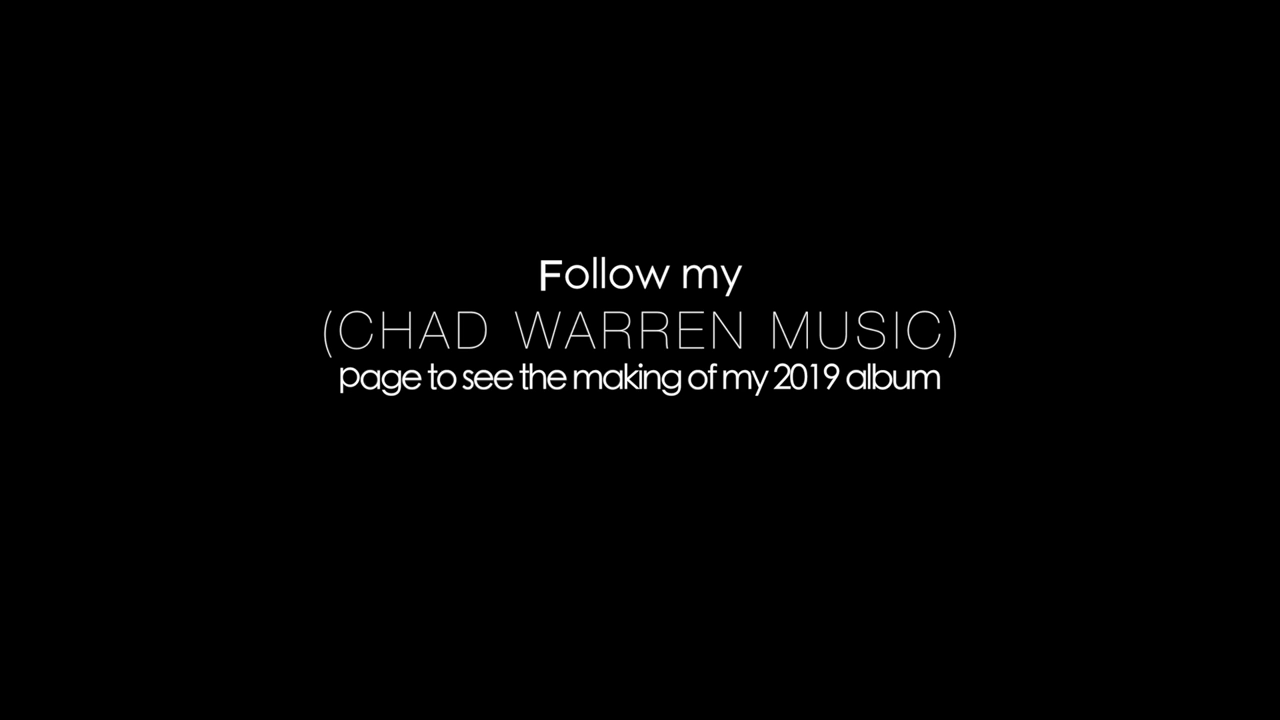 Follow my
(CHAD WARREN MUSIC)
page to see the making of my 2019 album